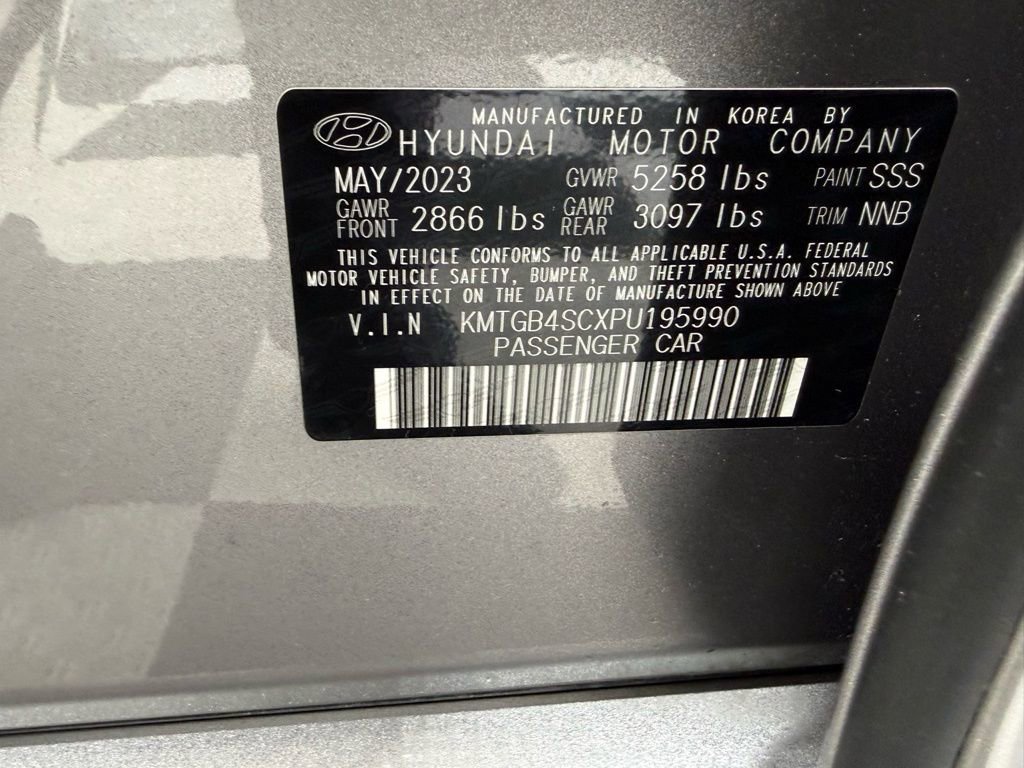 MANUFACTURED IN KOREA BY
HYUNDAI MOTOR COMPANY
MAY/2023 GVWR 5258 lbs PAINT SSS
GAWR FRONT 2866 lbs GAWR REAR 3097 lbs TRIM NNB
THIS VEHICLE CONFORMS TO ALL APPLICABLE U.S.A. FEDERAL
MOTOR VEHICLE SAFETY, BUMPER, AND THEFT PREVENTION STANDARDS
IN EFFECT ON THE DATE OF MANUFACTURE SHOWN ABOVE
V.I.N KMTGB4SCXPU195990
PASSENGER CAR